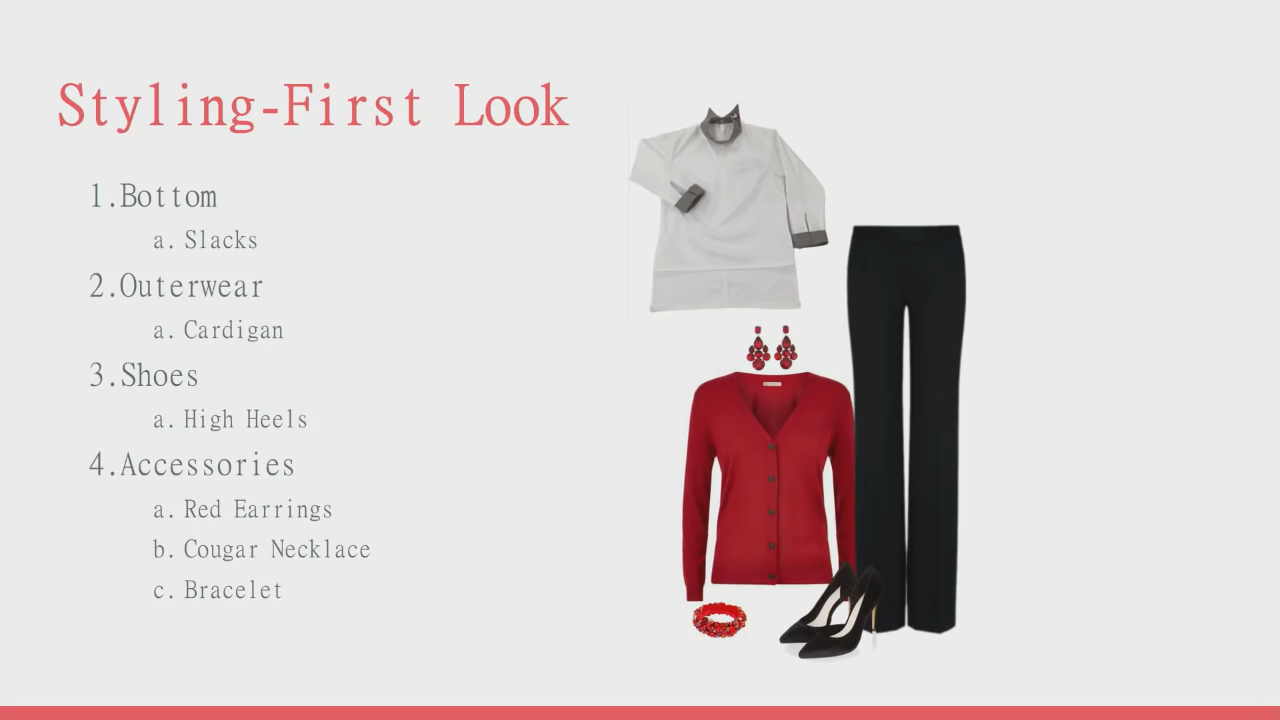 Styling-First Look
1.Bottom
a. Slacks
2.Outerwear
a. Cardigan
3.Shoes
a. High Heels
4.Accessories
a. Red Earrings
b. Cougar Necklace
c. Bracelet